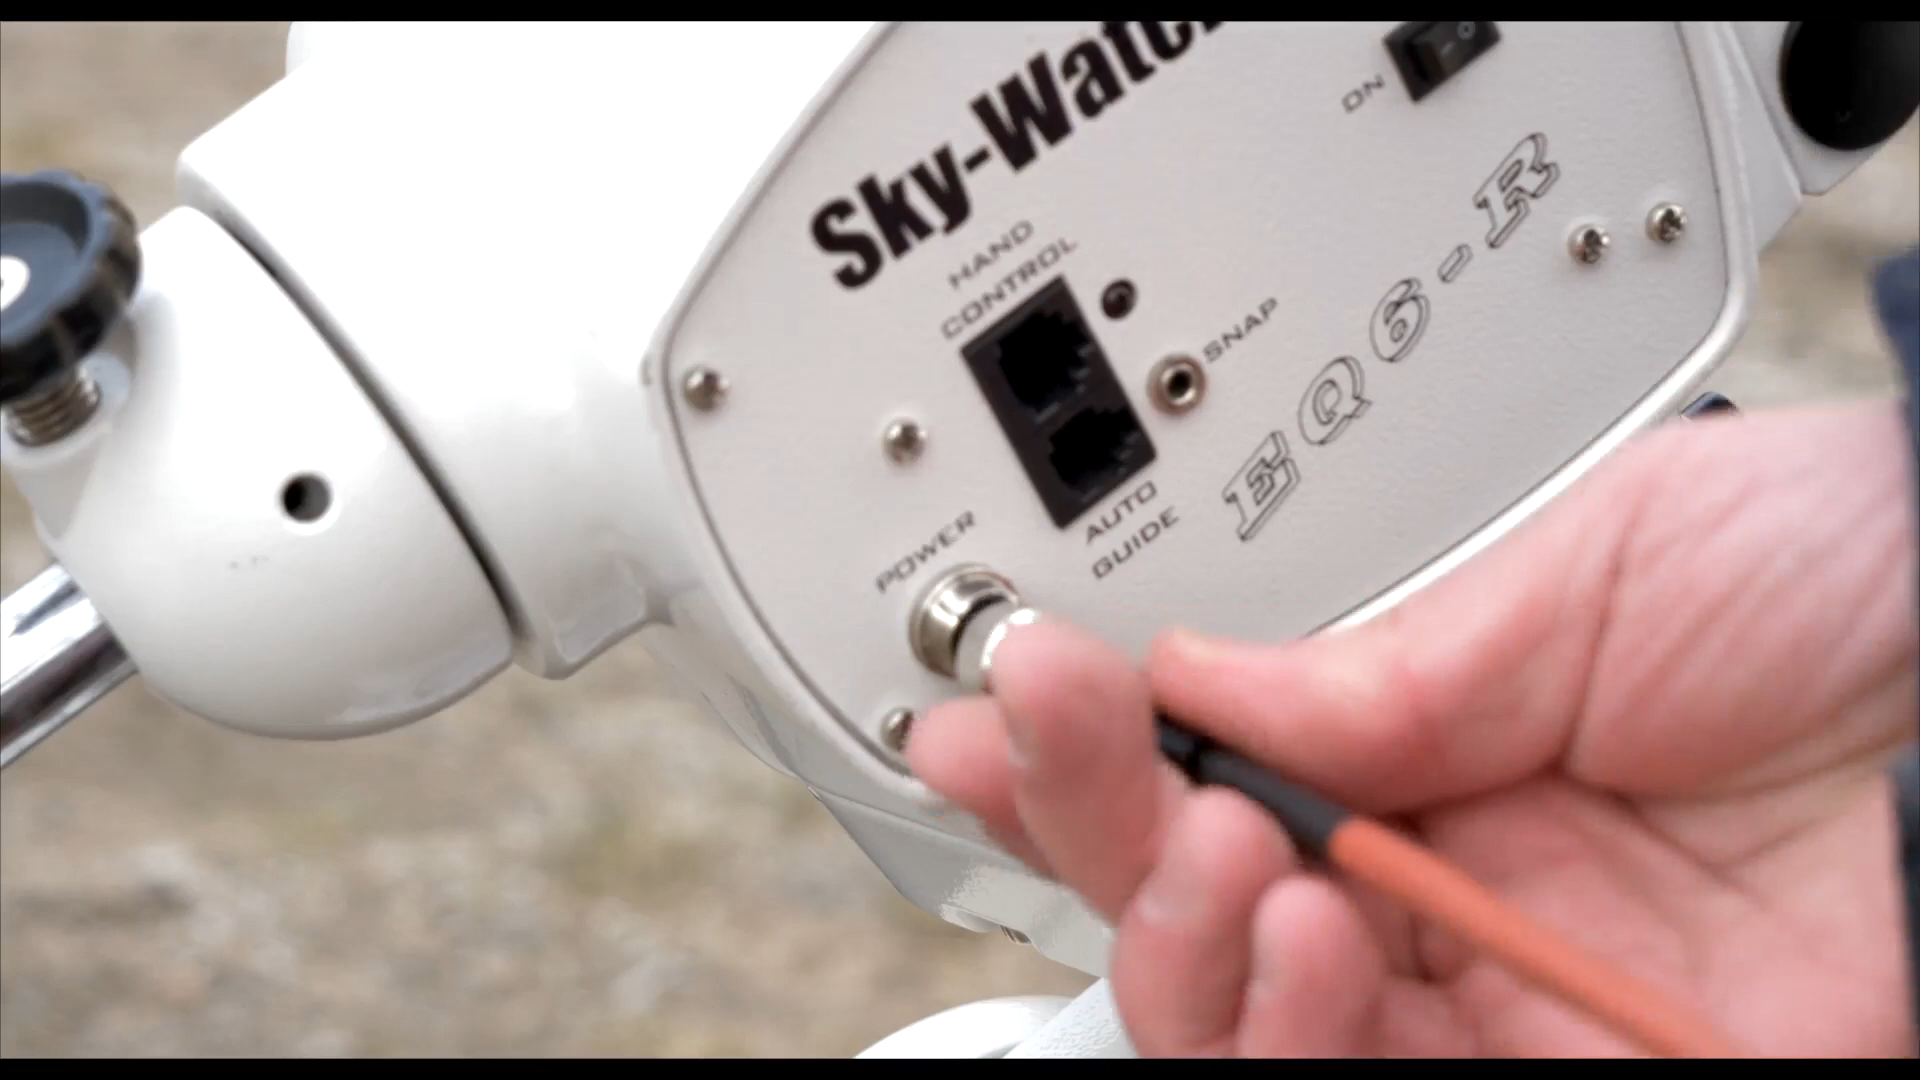 Sky-Watc
ON
HAND
CONTROL
SNAP
EQ6-R
AUTO
GUIDE
POWER